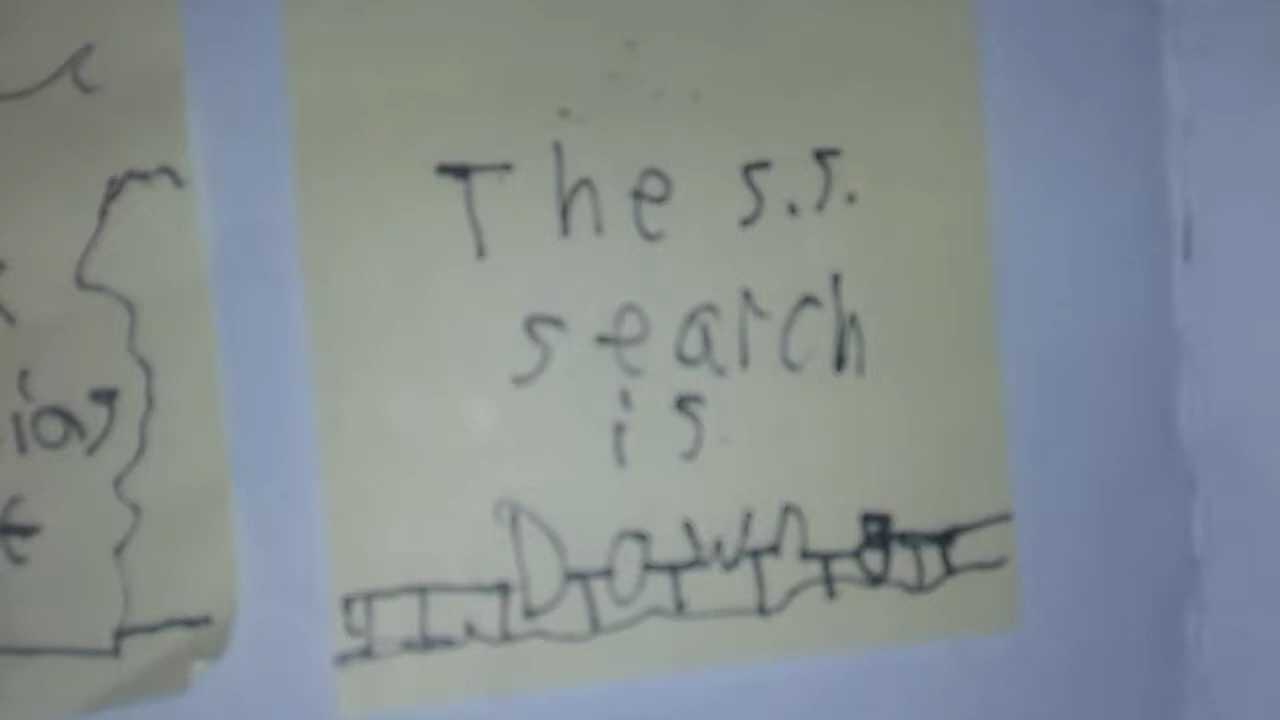 The s.s.
search
is
Down